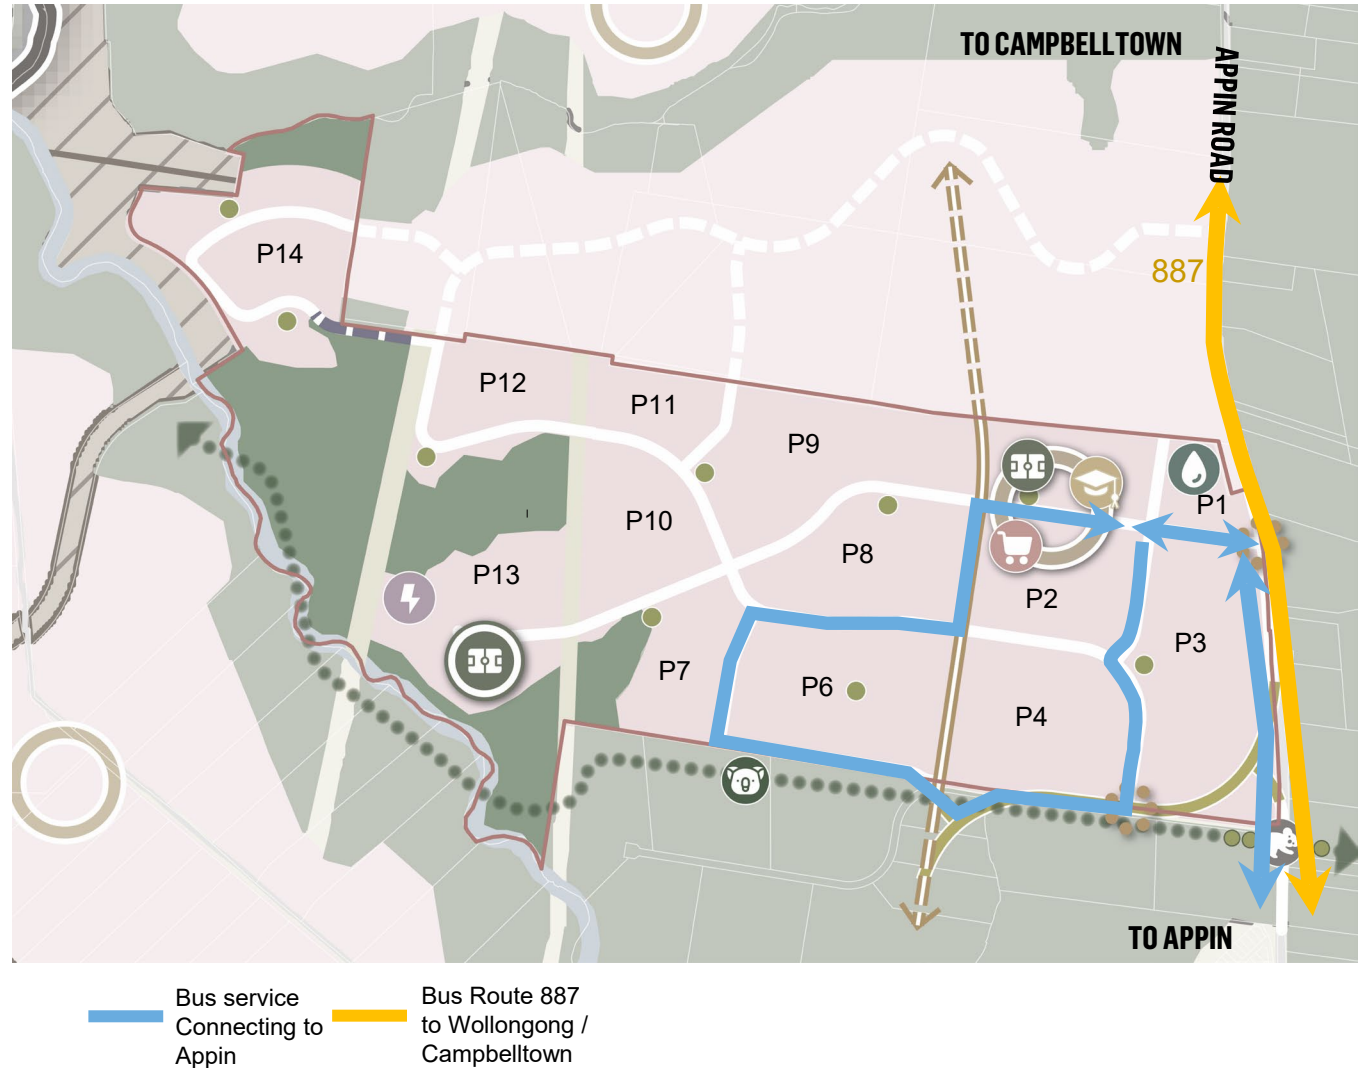 TO CAMPBELLTOWN
APPIN ROAD
887
P14
P12
P11
P9
P1
P10
P8
P13
P2
P3
P7
P6
P4
TO APPIN
Bus service
Connecting to
Appin
Bus Route 887
to Wollongong /
Campbelltown